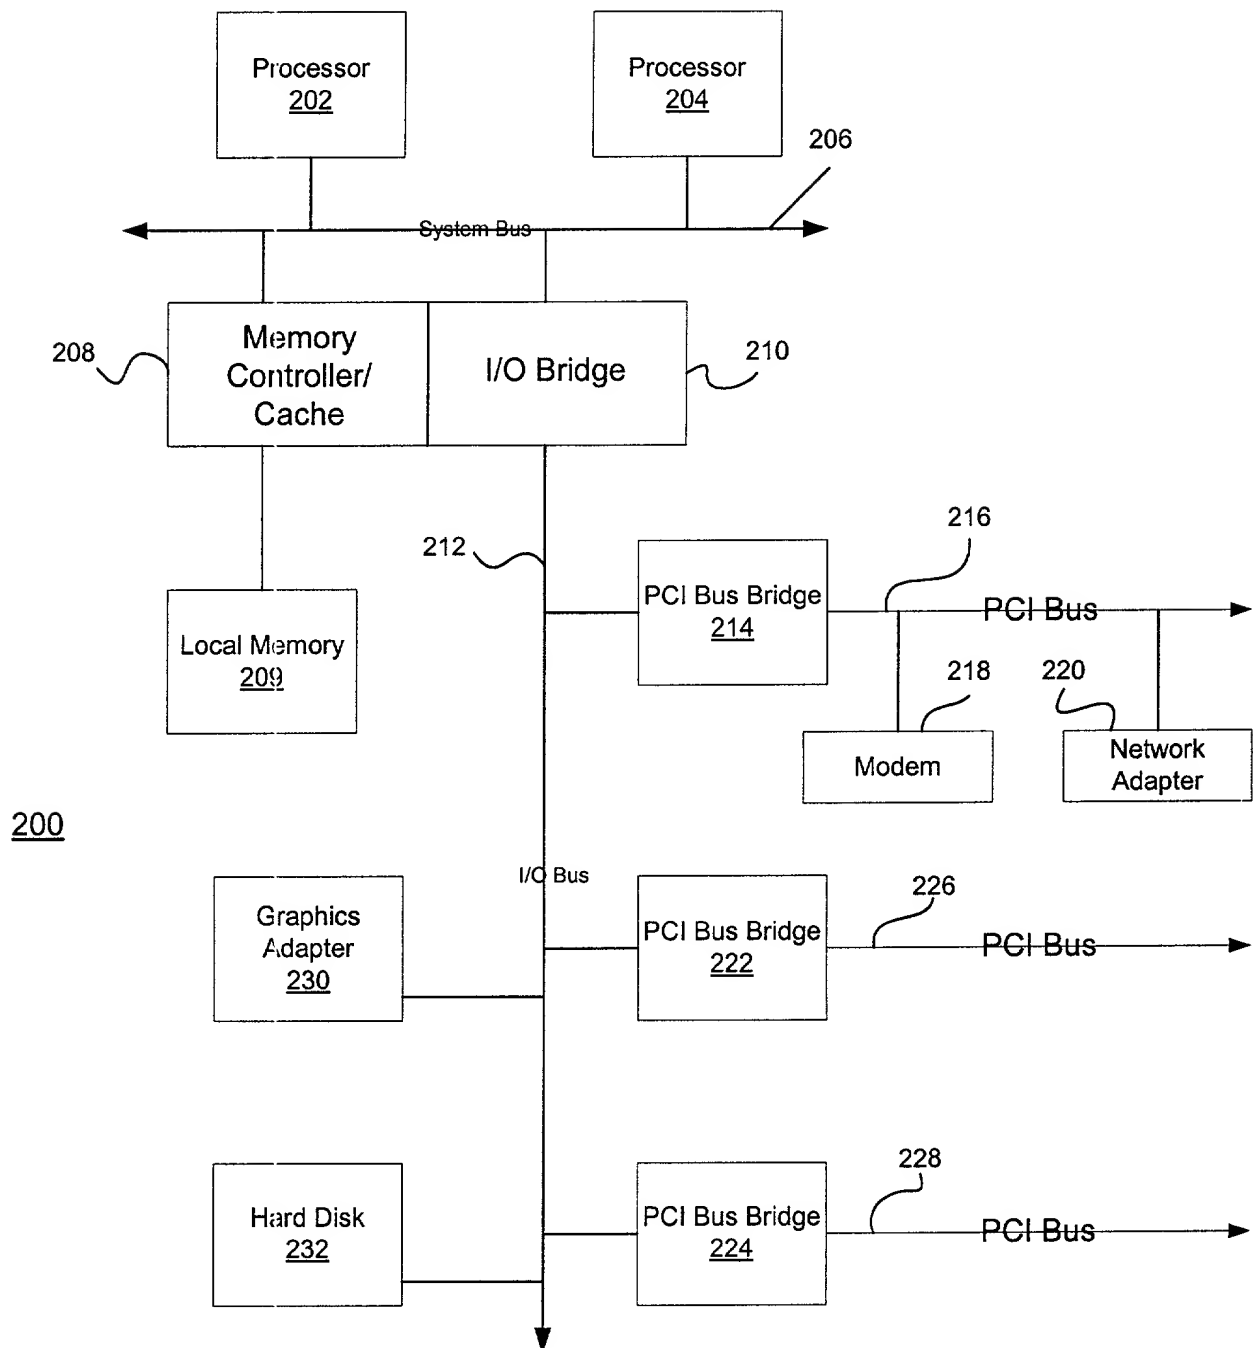 Processor
202
Processor
204
206
System Bus
208
Memory
Controller/
Cache
I/O Bridge
210
212
PCI Bus Bridge
214
216
PCI Bus
Local Memory
209
218
220
Modem
Network
Adapter
200
I/O Bus
Graphics
Adapter
230
PCI Bus Bridge
222
226
PCI Bus
Hard Disk
232
PCI Bus Bridge
224
228
PCI Bus